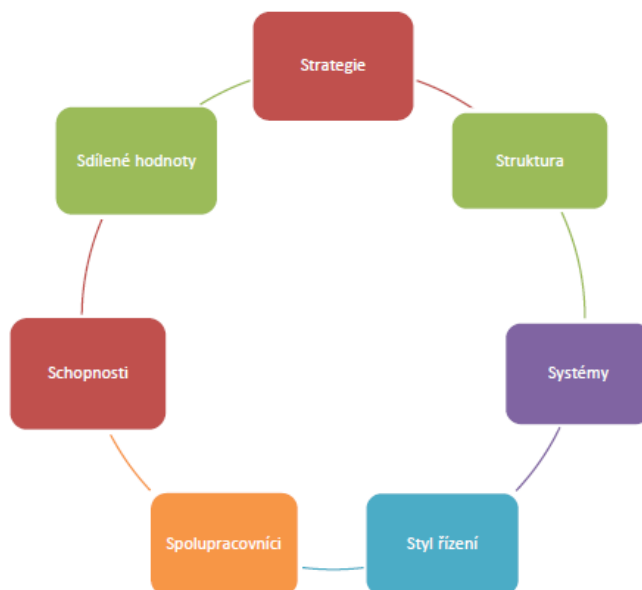 Strategie
Struktura
Systémy
Styl řízení
Spolupracovníci
Schopnosti
Sdílené hodnoty